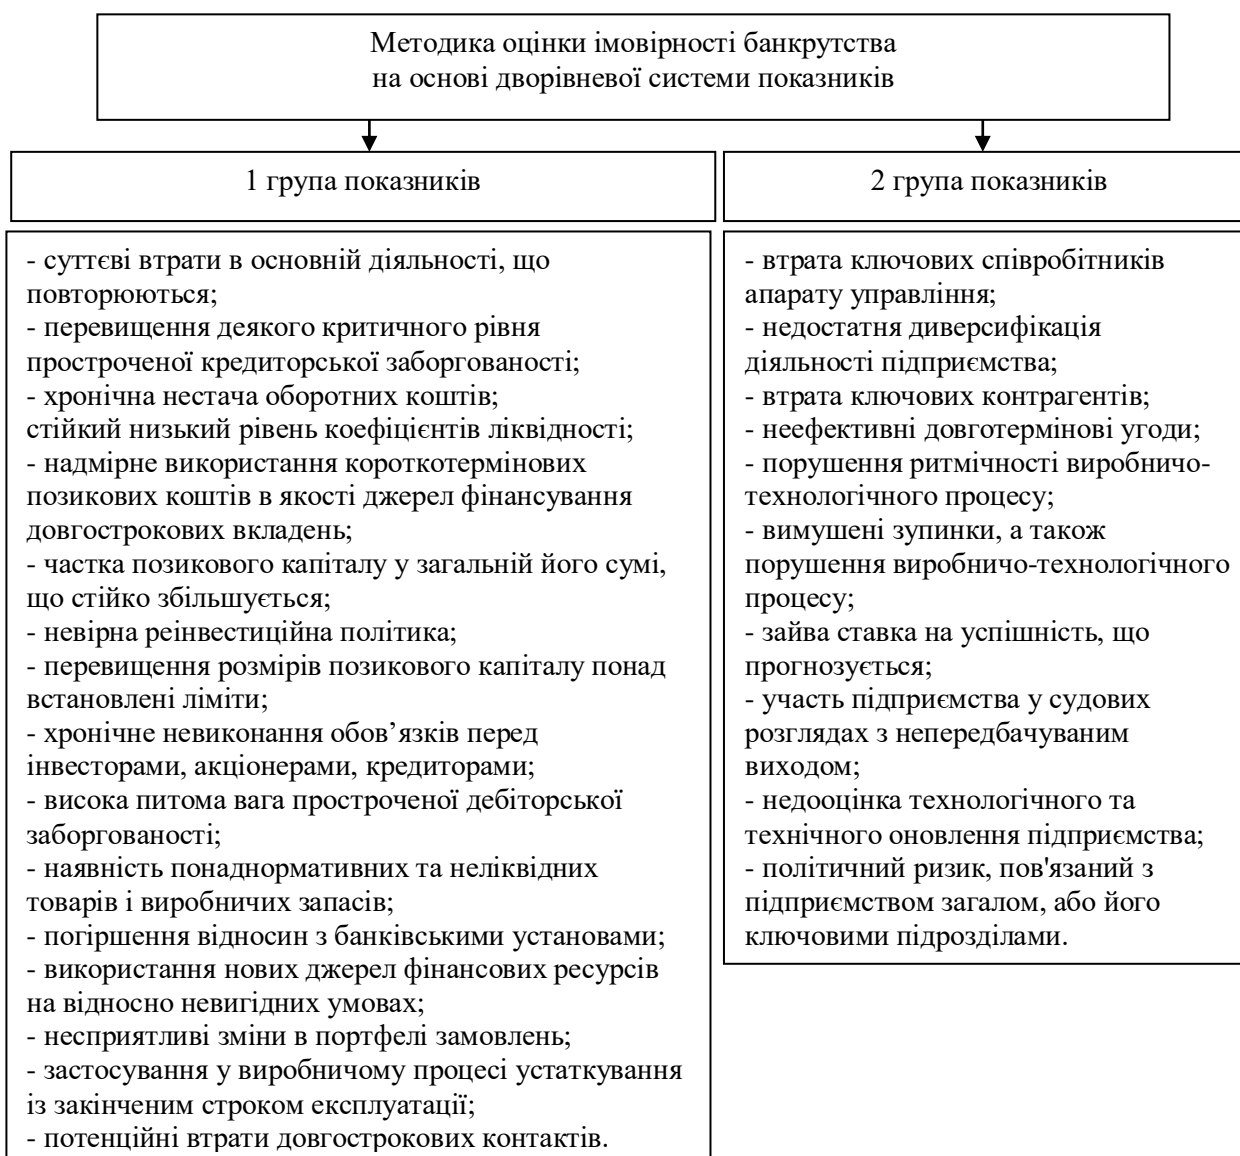 Методика оцінки імовірності банкрутства
на основі дворівневої системи показників
1 група показників
2 група показників
- суттєві втрати в основній діяльності, що
повторюються;
- перевищення деякого критичного рівня
простроченої кредиторської заборгованості;
- хронічна нестача оборотних коштів;
стійкий низький рівень коефіцієнтів ліквідності;
- надмірне використання короткотермінових
позикових коштів в якості джерел фінансування
довгострокових вкладень;
- частка позикового капіталу у загальній його сумі,
що стійко збільшується;
- невірна реінвестиційна політика;
- перевищення розмірів позикового капіталу понад
встановлені ліміти;
- хронічне невиконання обов’язків перед
інвесторами, акціонерами, кредиторами;
- висока питома вага простроченої дебіторської
заборгованості;
- наявність понаднормативних та неліквідних
товарів і виробничих запасів;
- погіршення відносин з банківськими установами;
- використання нових джерел фінансових ресурсів
на відносно невигідних умовах;
- несприятливі зміни в портфелі замовлень;
- застосування у виробничому процесі устаткування
із закінченим строком експлуатації;
- потенційні втрати довгострокових контактів.
- втрата ключових співробітників
апарату управління;
- недостатня диверсифікація
діяльності підприємства;
- втрата ключових контрагентів;
- неефективні довготермінові угоди;
- порушення ритмічності виробничо-
технологічного процесу;
- вимушені зупинки, а також
порушення виробничо-технологічного
процесу;
- зайва ставка на успішність, що
прогнозується;
- участь підприємства у судових
розглядах з непередбачуваним
виходом;
- недооцінка технологічного та
технічного оновлення підприємства;
- політичний ризик, пов'язаний з
підприємством загалом, або його
ключовими підрозділами.